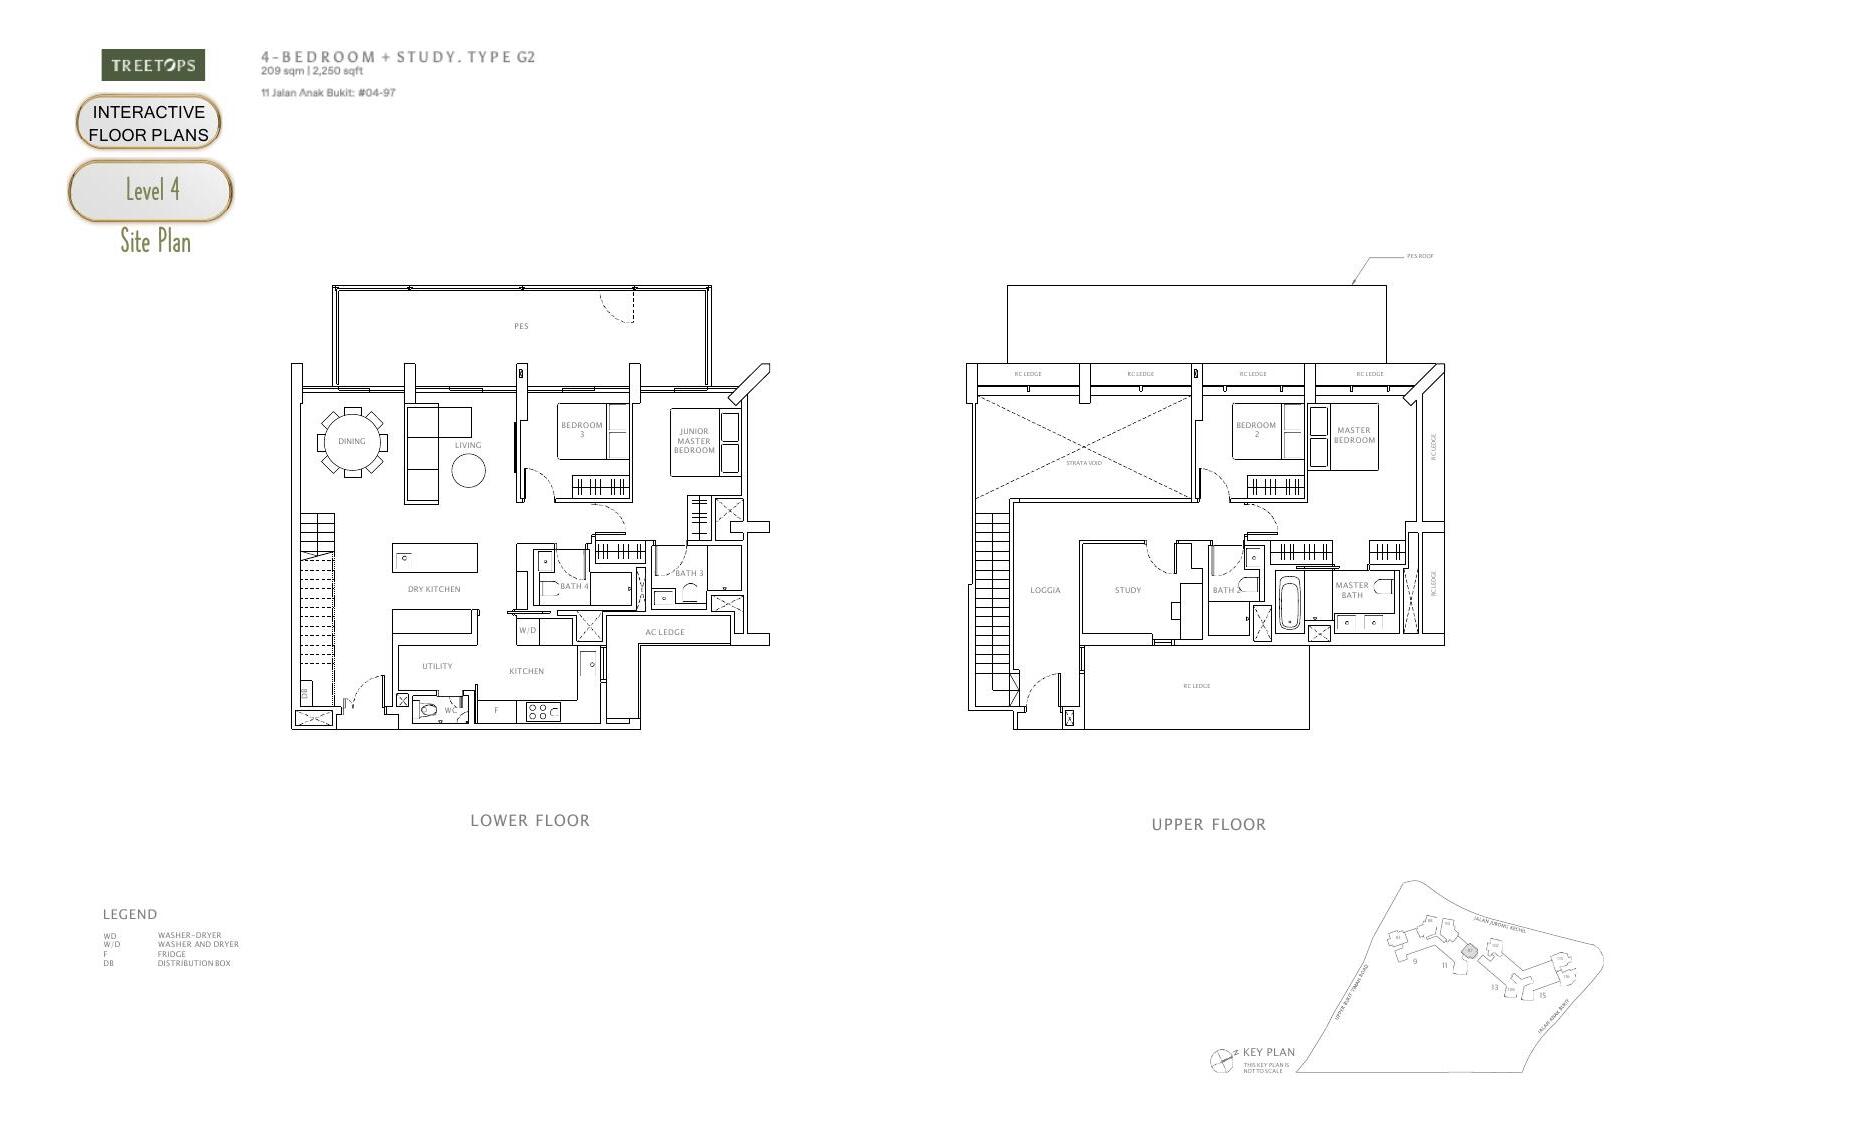 TREETOPS
4-BEDROOM + STUDY. TYPE G2
209 sqm | 2,250 sqft
11 Jalan Anak Bukit: #04-97
INTERACTIVE
FLOOR PLANS
Level 4
Site Plan
PES
DINING
LIVING
BEDROOM
3
JUNIOR
MASTER
BEDROOM
DRY KITCHEN
BATH 4
BATH 3
W/D
AC LEDGE
UTILITY
KITCHEN
DB
WC
F
LOWER FLOOR
PES ROOF
RC LEDGE
RC LEDGE
RC LEDGE
RC LEDGE
BEDROOM
2
MASTER
BEDROOM
RC LEDGE
STRATA VOID
LOGGIA
STUDY
BATH 2
MASTER
BATH
RC LEDGE
RC LEDGE
UPPER FLOOR
LEGEND
WD WASHER-DRYER
W/D WASHER AND DRYER
F FRIDGE
DB DISTRIBUTION BOX
JALAN JURONG KECHIL
UPPER BUKIT TIMAH ROAD
JALAN ANAK BUKIT
9
11
13
15
N
KEY PLAN
THIS KEY PLAN IS
NOT TO SCALE